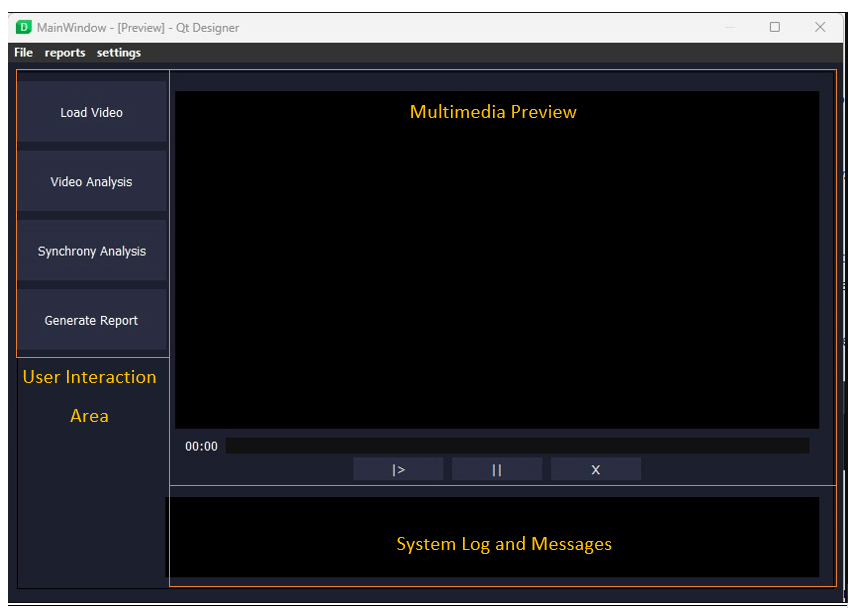 D MainWindow - [Preview] - Qt Designer
File reports settings
Load Video
Multimedia Preview
Video Analysis
Synchrony Analysis
Generate Report
User Interaction
Area
00:00
|> || X
System Log and Messages